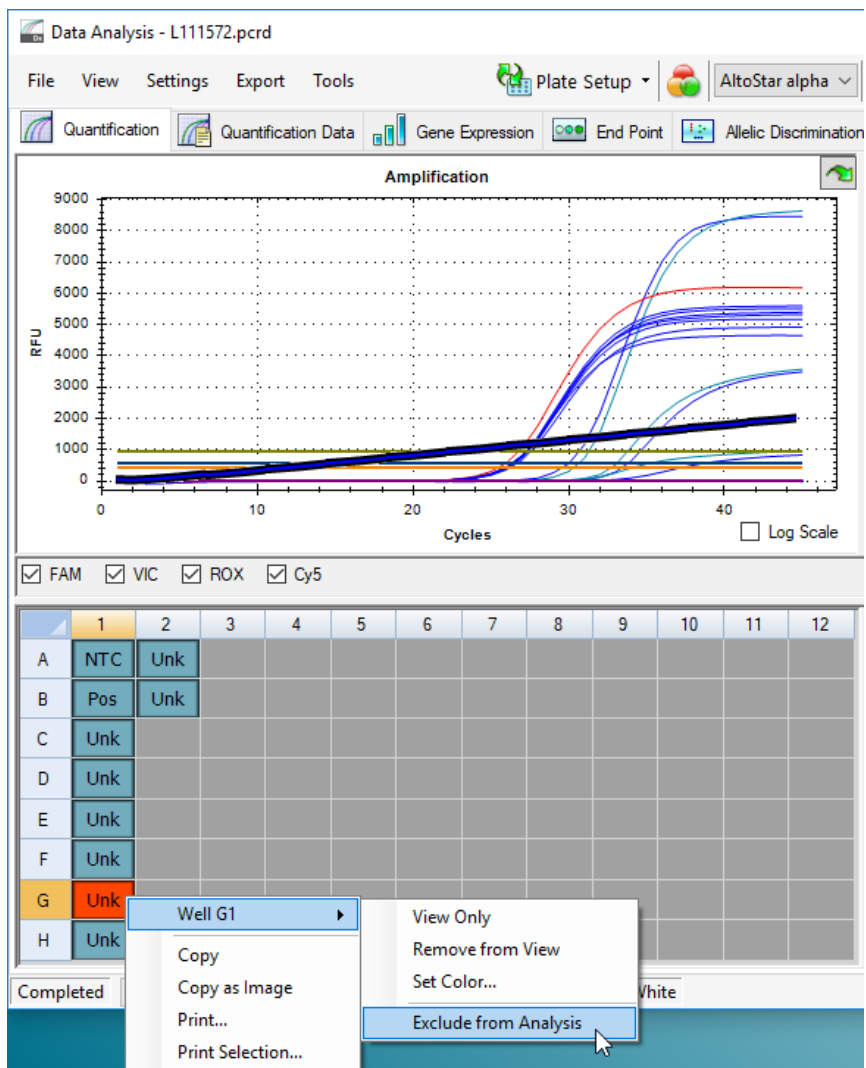 Data Analysis - L111572.pcrd
File View Settings Export Tools Plate Setup AltoStar alpha
Quantification Quantification Data Gene Expression End Point Allelic Discrimination
Amplification
9000
8000
7000
6000
5000
4000
3000
2000
1000
0
RFU
0 10 20 30 40
Cycles
Log Scale
FAM VIC ROX Cy5
1 2 3 4 5 6 7 8 9 10 11 12
A NTC Unk
B Pos Unk
C Unk
D Unk
E Unk
F Unk
G Unk
H Unk
Well G1
Copy
Copy as Image
Print...
Print Selection...
View Only
Remove from View
Set Color...
Exclude from Analysis
Completed